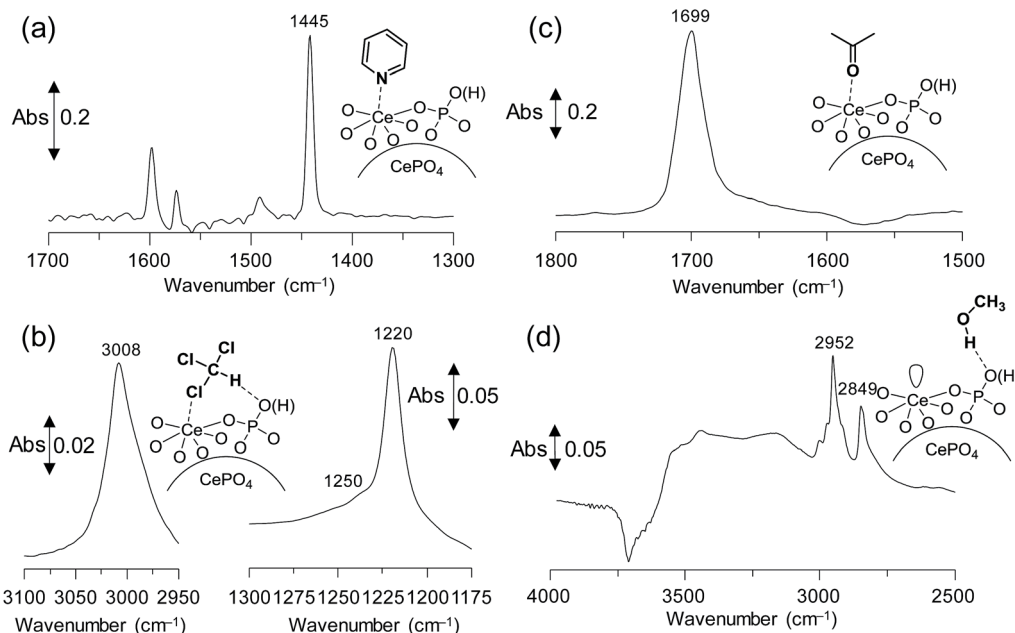 (a)
1445
Abs 0.2
N
Ce
O
O
O
O
O
O
P
O(H)
O
O
CePO4
1700 1600 1500 1400 1300
Wavenumber (cm–1)
(c)
1699
Abs 0.2
O
Ce
O
O
O
O
O
O
P
O(H)
O
O
CePO4
1800 1700 1600 1500
Wavenumber (cm–1)
(b)
3008
Abs 0.02
Cl
Cl
C
H
Cl
Ce
O
O
O
O
O
O
P
O(H)
O
O
CePO4
3100 3050 3000 2950
Wavenumber (cm–1)
1220
Abs 0.05
1250
1300 1275 1250 1225 1200 1175
Wavenumber (cm–1)
(d)
2952
2849
Abs 0.05
CH3
O
H
O(H
Ce
O
O
O
O
O
O
P
O
O
CePO4
4000 3500 3000 2500
Wavenumber (cm–1)